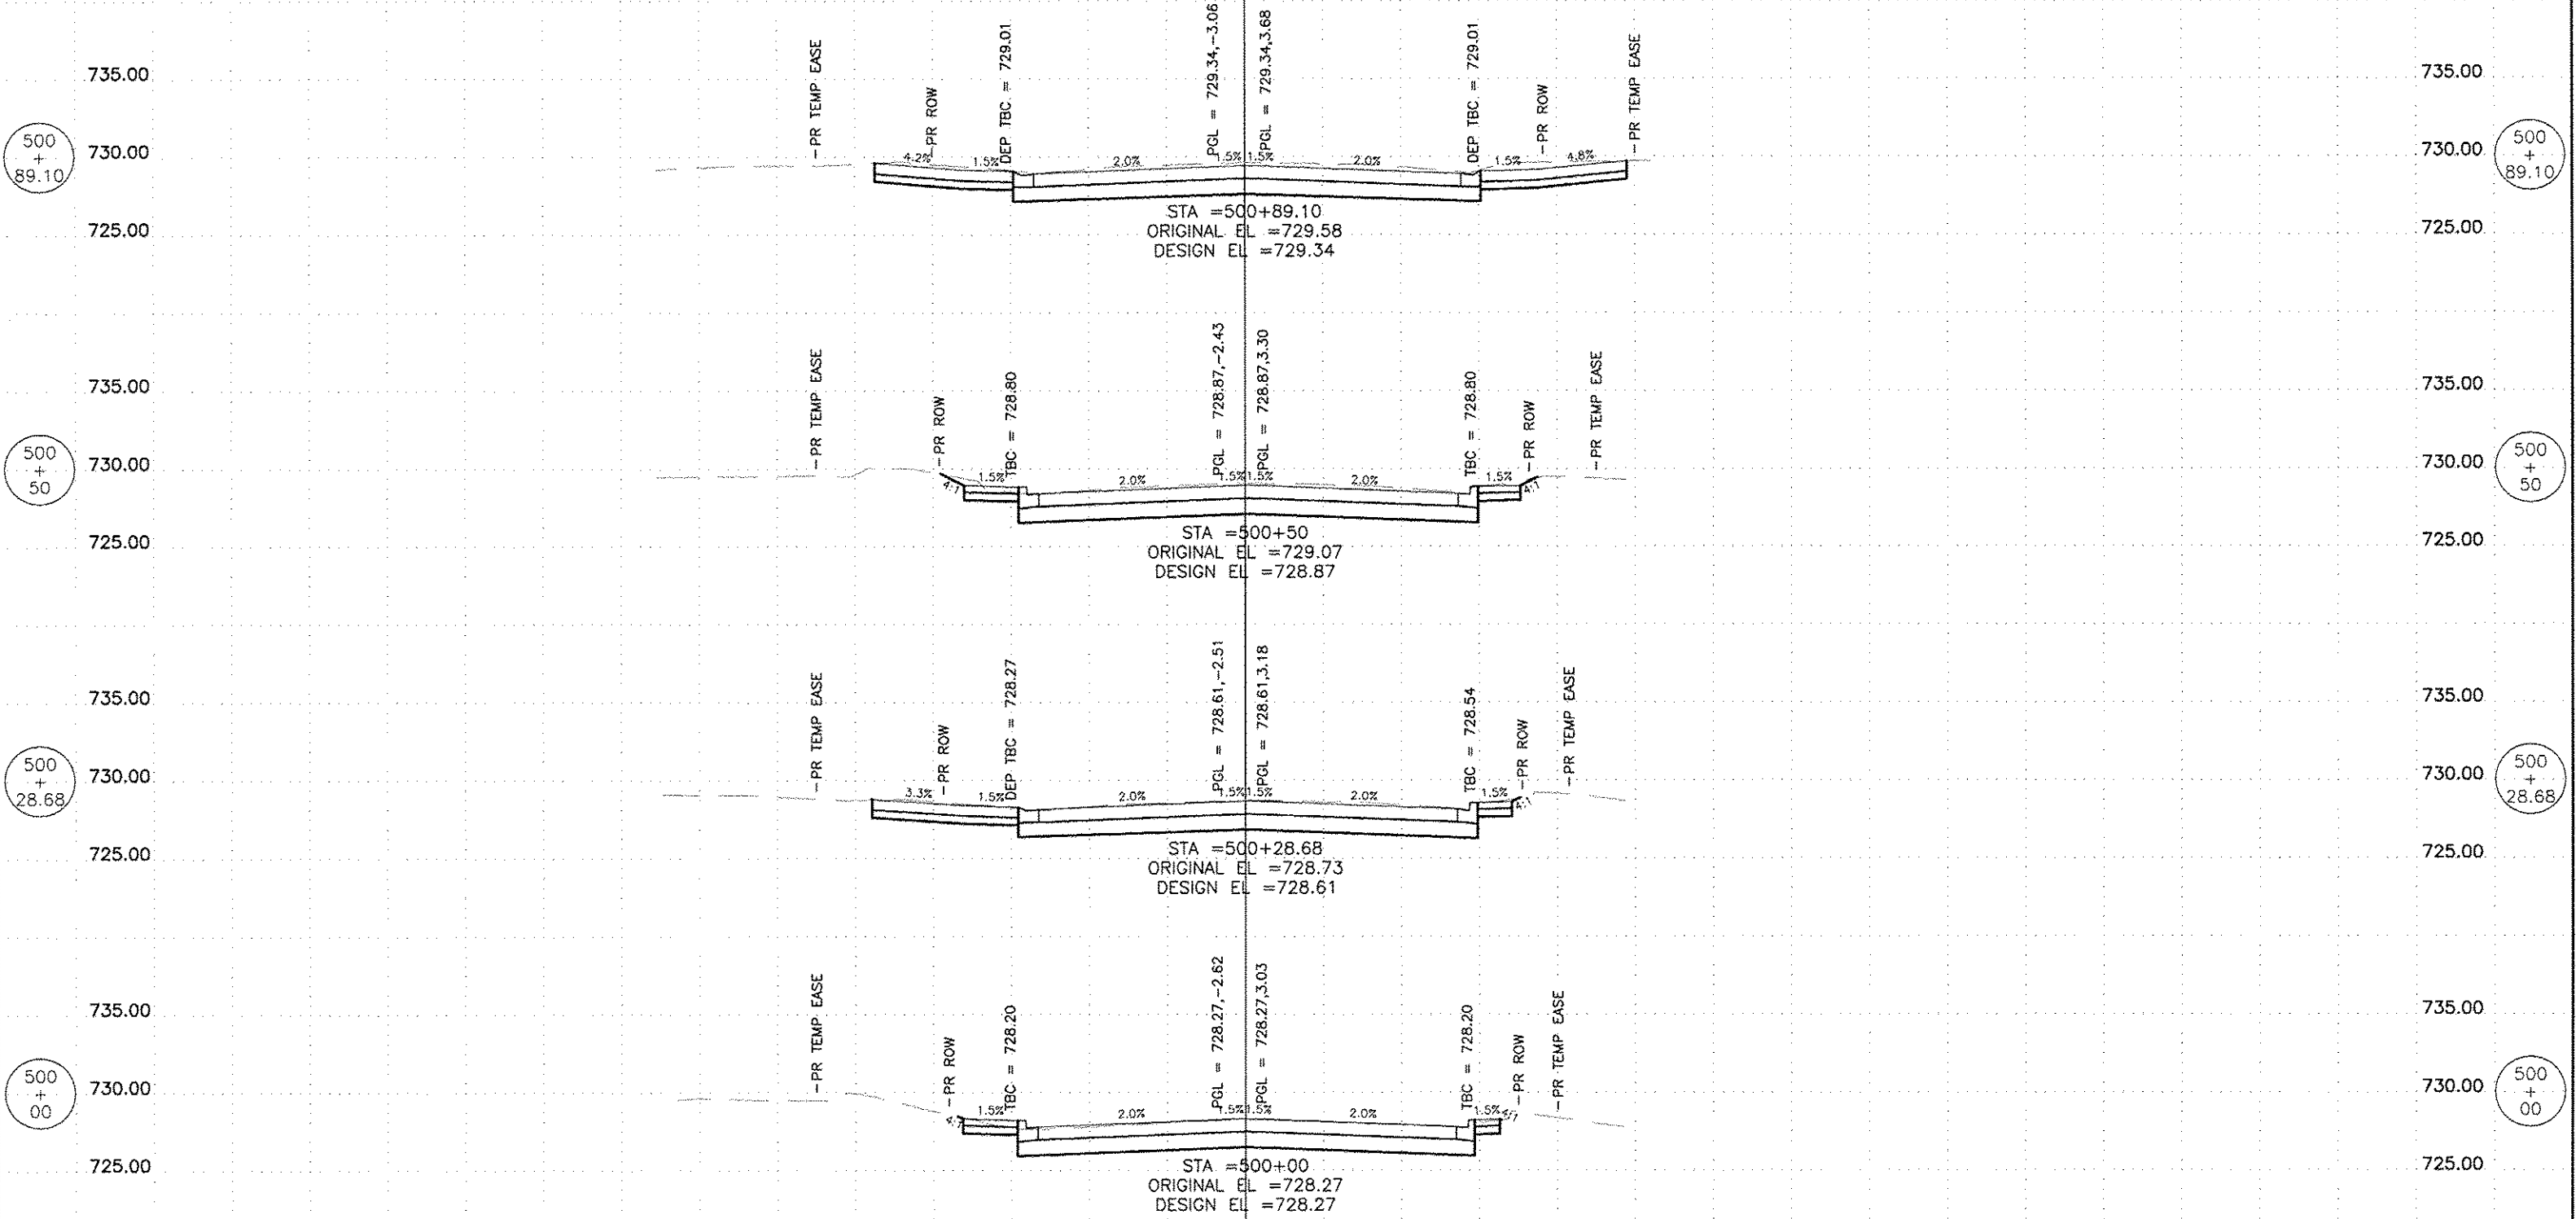 735.00
PR TEMP EASE
PR ROW
DEP TBC = 729.01
PGL = 729.34,-3.06
PGL = 729.34,3.68
DEP TBC = 729.01
PR ROW
PR TEMP EASE
735.00
500
+
89.10
730.00
4.2%
1.5%
2.0%
1.5%
1.5%
2.0%
1.5%
4.8%
730.00
500
+
89.10
725.00
725.00
STA =500+89.10
ORIGINAL EL =729.58
DESIGN EL =729.34
735.00
PR TEMP EASE
PR ROW
TBC = 728.80
PGL = 728.87,-2.43
PGL = 728.87,3.30
TBC = 728.80
PR ROW
PR TEMP EASE
735.00
500
+
50
730.00
4:1
1.5%
2.0%
1.5%
1.5%
2.0%
1.5%
4:1
730.00
500
+
50
725.00
725.00
STA =500+50
ORIGINAL EL =729.07
DESIGN EL =728.87
735.00
PR TEMP EASE
PR ROW
DEP TBC = 728.27
PGL = 728.61,-2.51
PGL = 728.61,3.18
TBC = 728.54
PR ROW
PR TEMP EASE
735.00
500
+
28.68
730.00
3.3%
1.5%
2.0%
1.5%
1.5%
2.0%
1.5%
4:1
730.00
500
+
28.68
725.00
725.00
STA =500+28.68
ORIGINAL EL =728.73
DESIGN EL =728.61
735.00
PR TEMP EASE
PR ROW
TBC = 728.20
PGL = 728.27,-2.62
PGL = 728.27,3.03
TBC = 728.20
PR ROW
PR TEMP EASE
735.00
500
+
00
730.00
4:1
1.5%
2.0%
1.5%
1.5%
2.0%
1.5%
4:1
730.00
500
+
00
725.00
725.00
STA =500+00
ORIGINAL EL =728.27
DESIGN EL =728.27